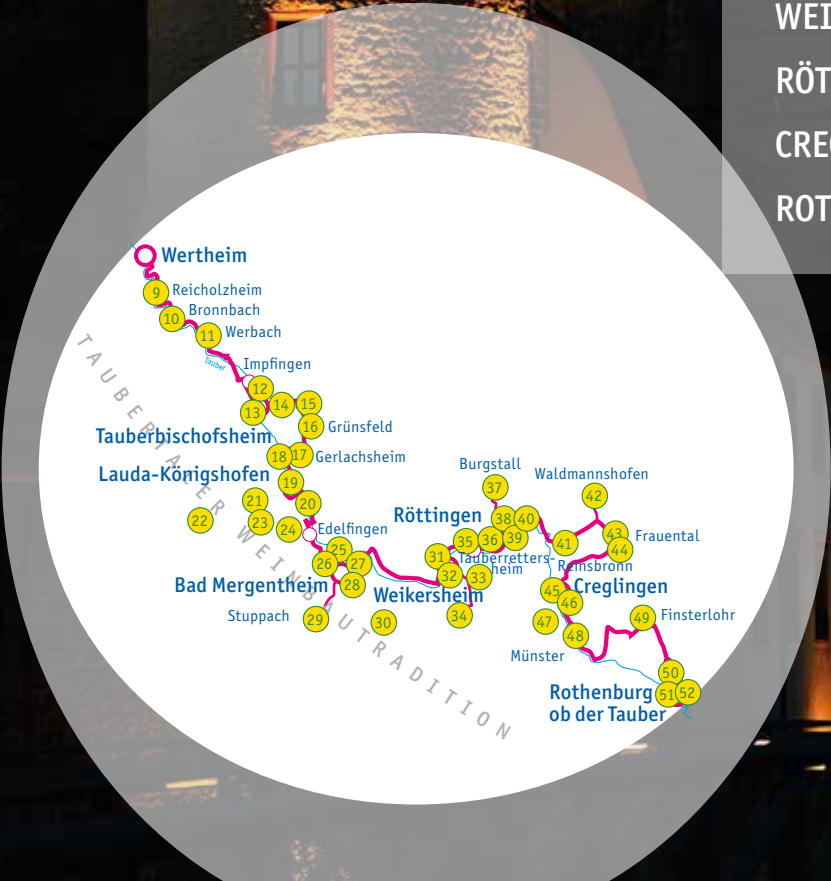 WEI
RÖT
CRE
ROT
Wertheim
9 Reicholzheim
10 Bronnbach
11 Werbach
Tauber
Impfingen
12
13 14 15
16 Grünsfeld
Tauberbischofsheim
18 17 Gerlachsheim
Lauda-Königshofen
19
20
21
22 23 24 Edelfingen
25
26 27
Bad Mergentheim 28
Stuppach 29
30
TAUBERTÄLER WEINBAUTRADITION
Burgstall
37
Waldmannshofen
42
Röttingen
38 40
35 36 39
31 Tauberretters-
heim
32 33
Weikersheim
34
41
43 Frauental
44
Reinsbronn
45 Creglingen
46
47
48
Münster
49 Finsterlohr
50
Rothenburg 51 52
ob der Tauber